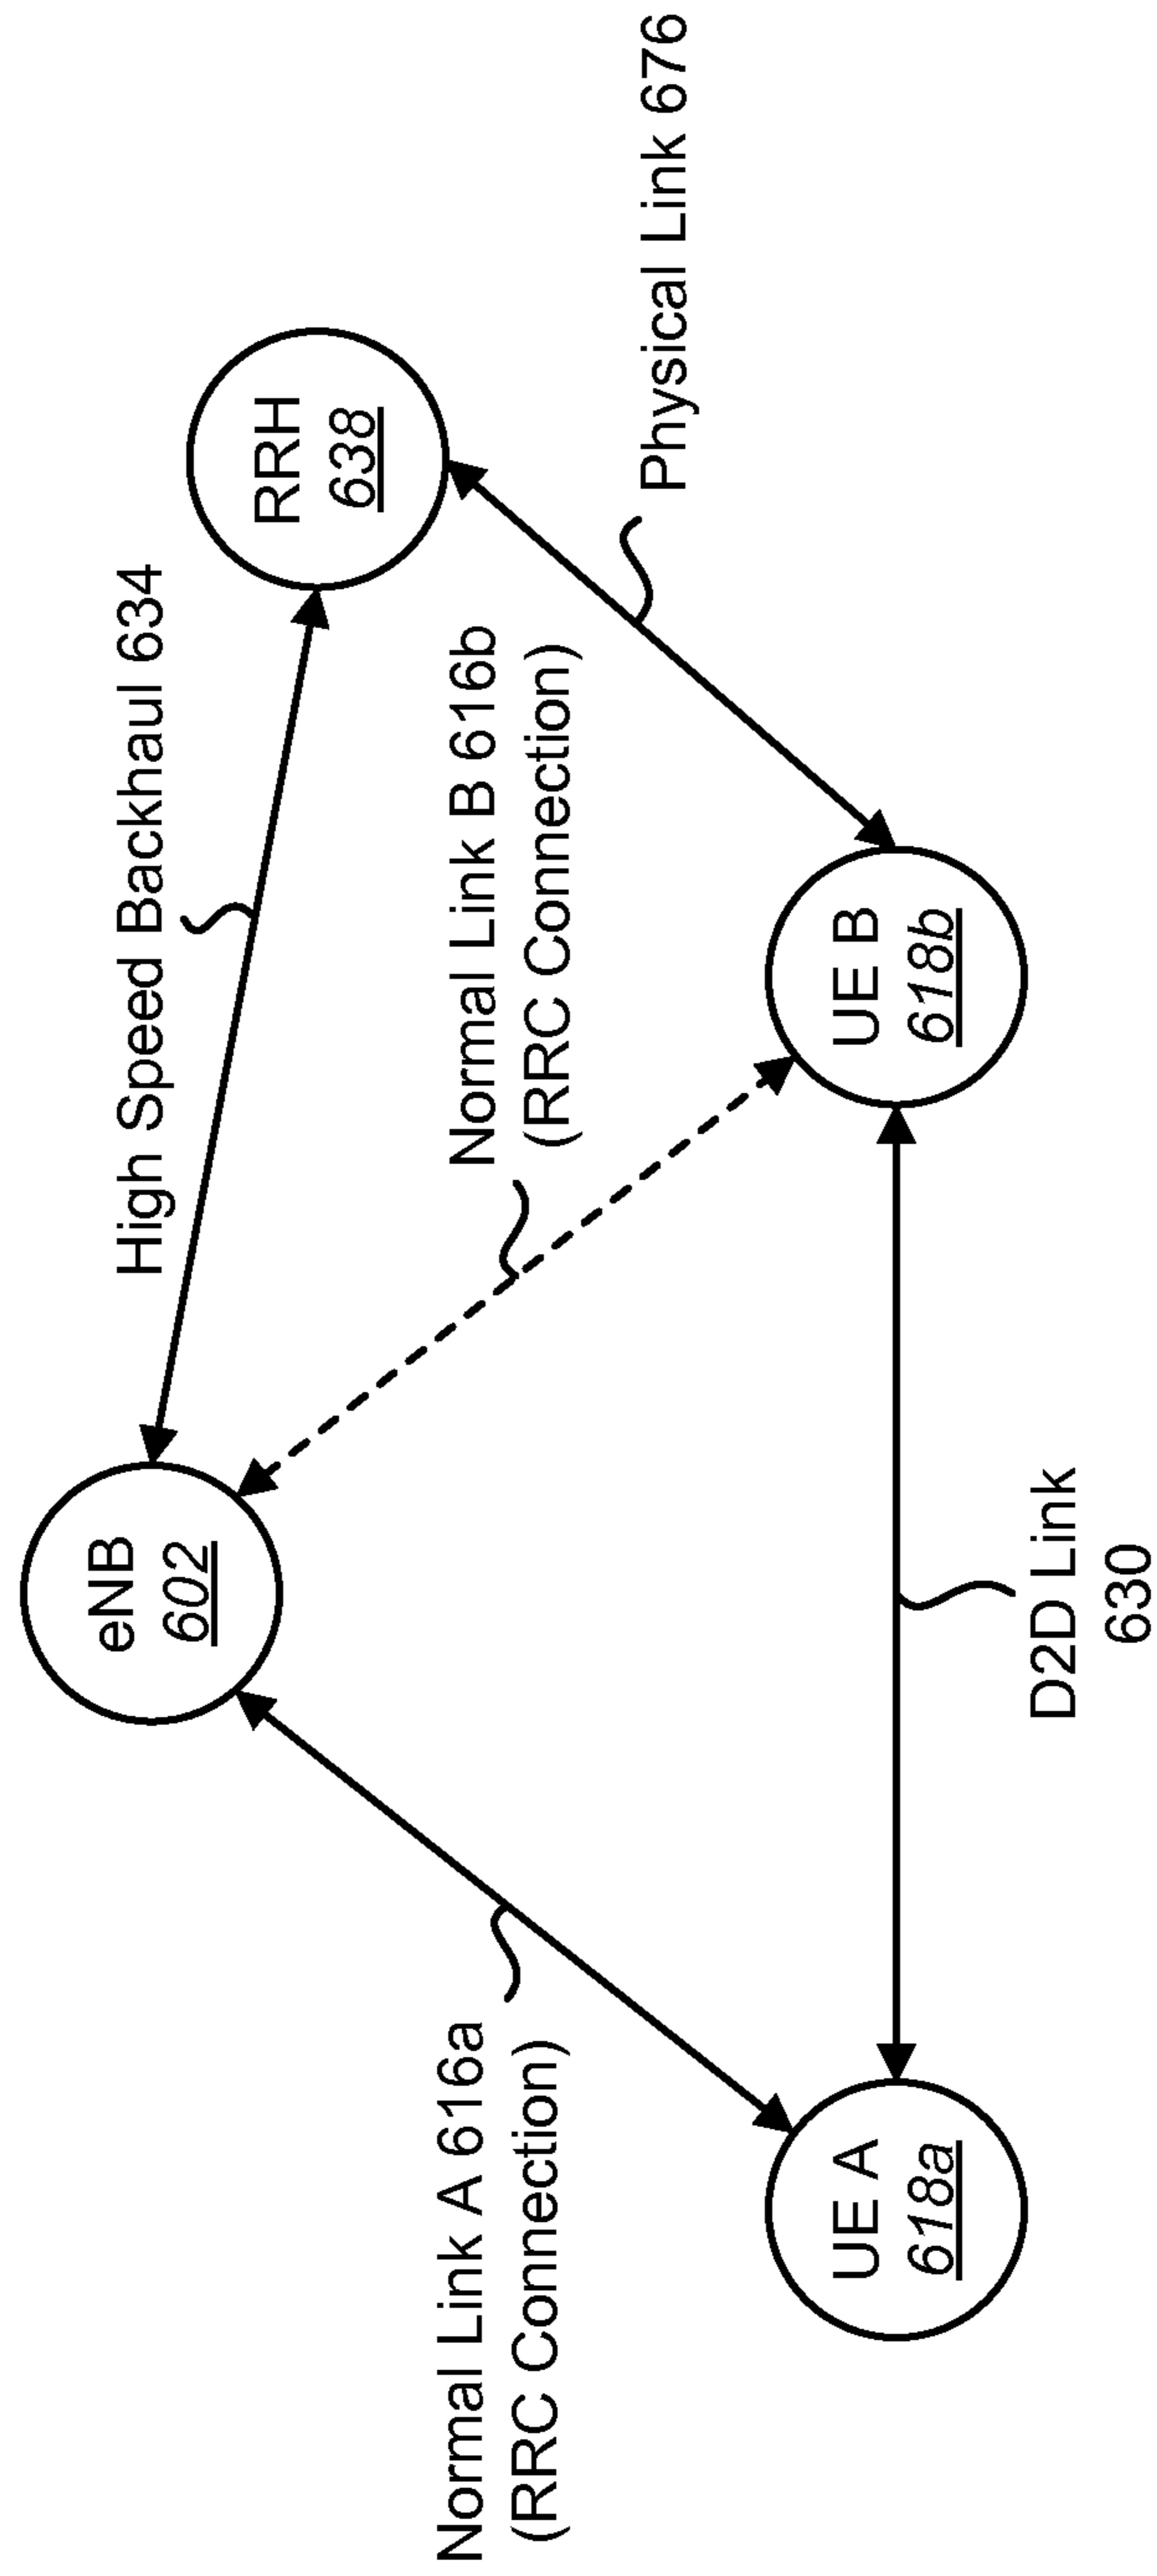 eNB
602
High Speed Backhaul 634
RRH
638
Normal Link A 616a
(RRC Connection)
Normal Link B 616b
(RRC Connection)
Physical Link 676
UE A
618a
UE B
618b
D2D Link
630